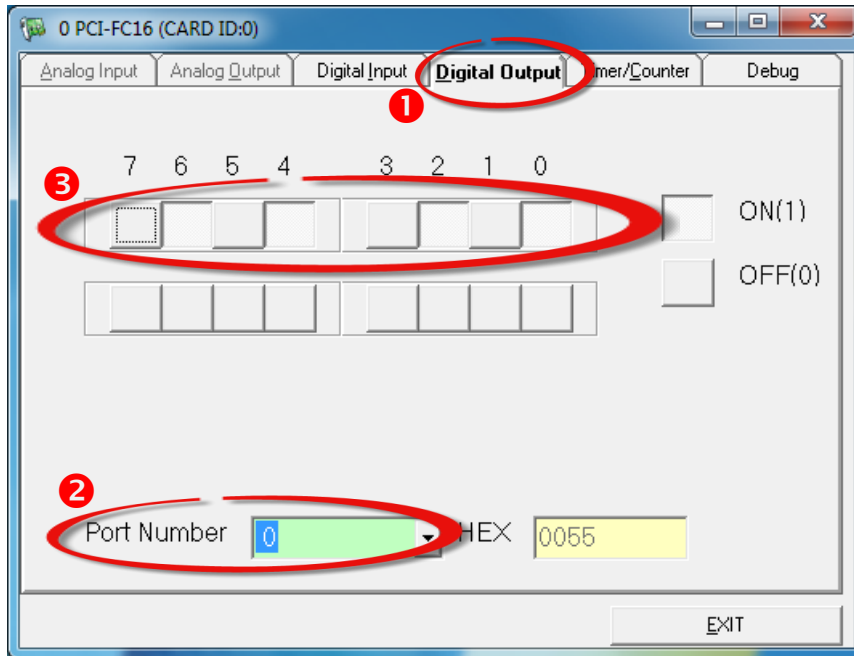 0 PCI-FC16 (CARD ID:0)
Analog Input Analog Output Digital Input Digital Output Timer/Counter Debug
1
3
7 6 5 4 3 2 1 0
ON(1)
OFF(0)
2
Port Number 0 HEX 0055
EXIT